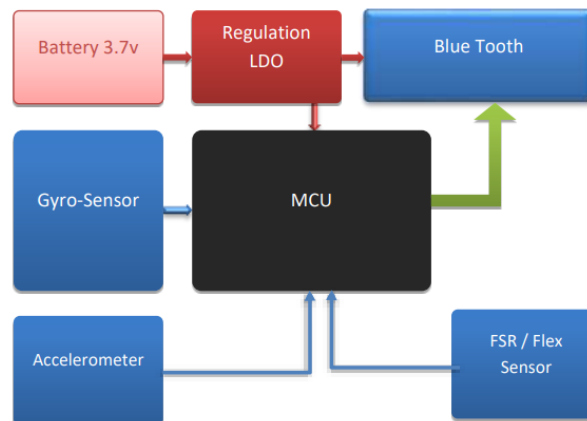 Battery 3.7v
Regulation
LDO
Blue Tooth
Gyro-Sensor
MCU
Accelerometer
FSR / Flex
Sensor